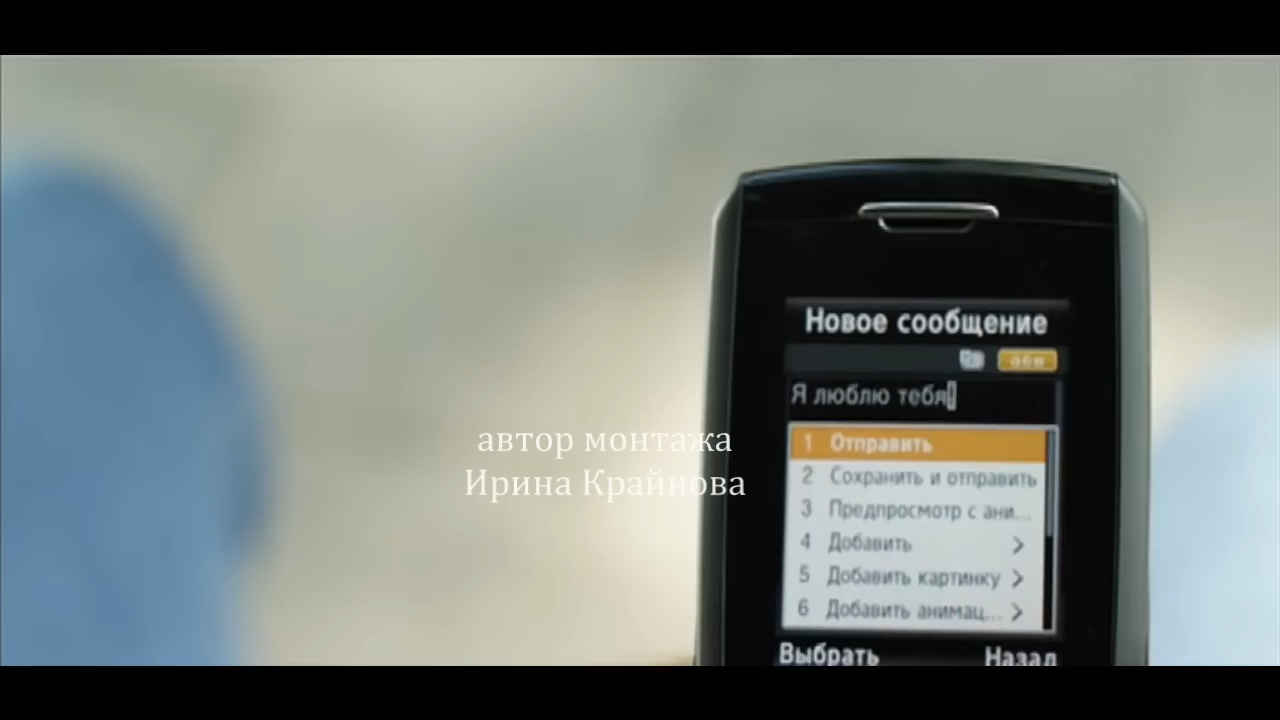 автор монтажа
Ирина Крайнова
Новое сообщение
абв
Я люблю тебя
1 Отправить
2 Сохранить и отправить
3 Предпросмотр с ани...
4 Добавить
5 Добавить картинку
6 Добавить анимац...
Выбрать Назад